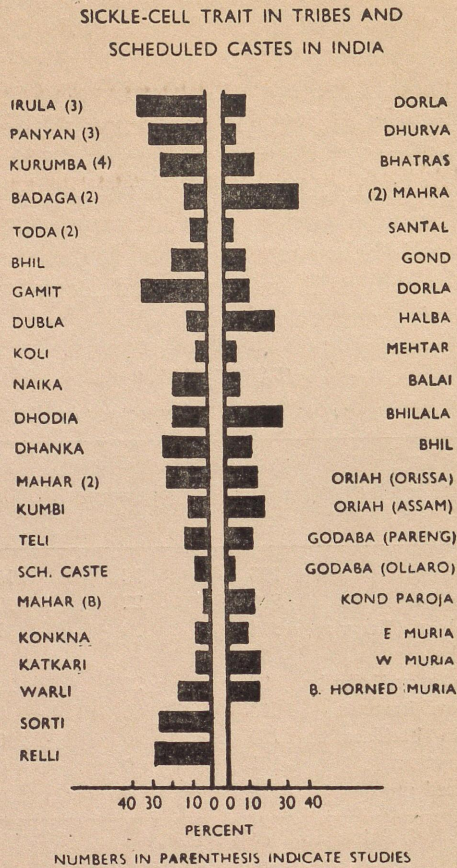 SICKLE-CELL TRAIT IN TRIBES AND
SCHEDULED CASTES IN INDIA
IRULA (3) DORLA
PANYAN (3) DHURVA
KURUMBA (4) BHATRAS
BADAGA (2) (2) MAHRA
TODA (2) SANTAL
BHIL GOND
GAMIT DORLA
DUBLA HALBA
KOLI MEHTAR
NAIKA BALAI
DHODIA BHILALA
DHANKA BHIL
MAHAR (2) ORIAH (ORISSA)
KUMBI ORIAH (ASSAM)
TELI GODABA (PARENG)
SCH. CASTE GODABA (OLLARO)
MAHAR (B) KOND PAROJA
KONKNA E MURIA
KATKARI W MURIA
WARLI B. HORNED MURIA
SORTI
RELLI
40 30 10 0 0 10 30 40
PERCENT
NUMBERS IN PARENTHESIS INDICATE STUDIES